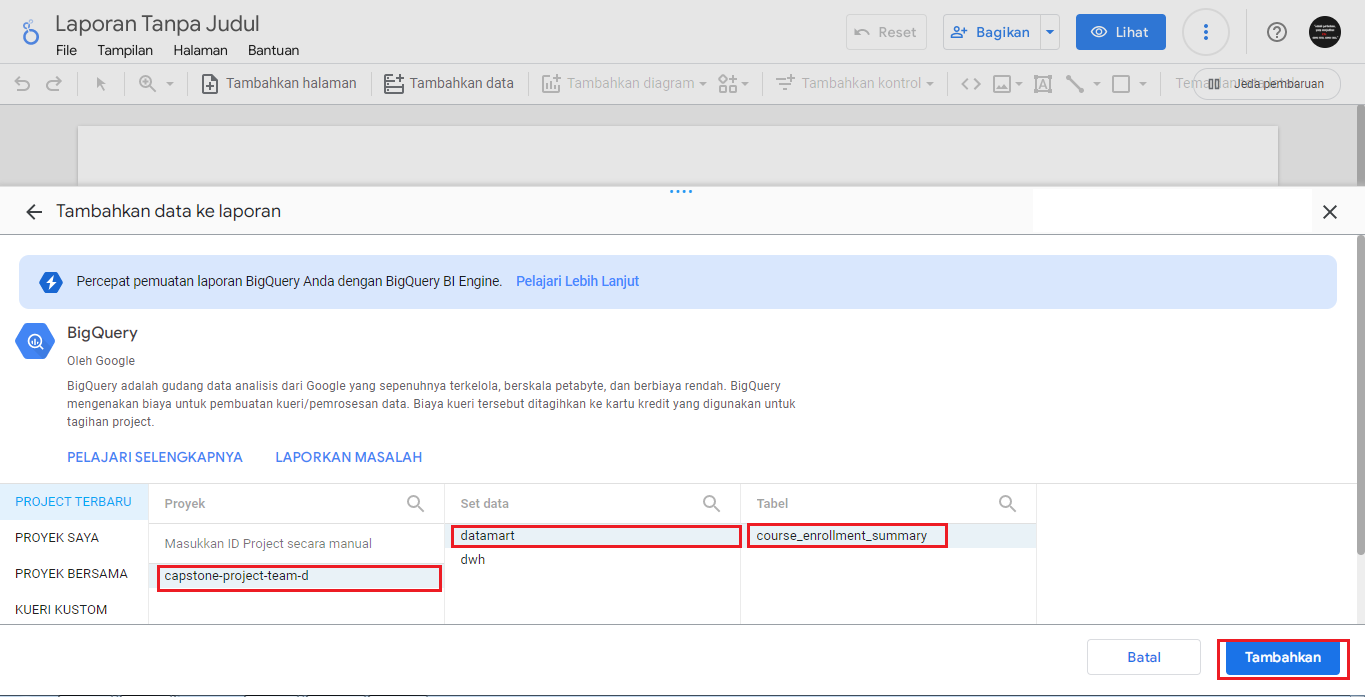 Laporan Tanpa Judul
File Tampilan Halaman Bantuan
Reset Bagikan Lihat
Tambahkan halaman Tambahkan data Tambahkan diagram Tambahkan kontrol Jeda pembaruan
Tambahkan data ke laporan
Percepat pemuatan laporan BigQuery Anda dengan BigQuery BI Engine. Pelajari Lebih Lanjut
BigQuery
Oleh Google
BigQuery adalah gudang data analisis dari Google yang sepenuhnya terkelola, berskala petabyte, dan berbiaya rendah. BigQuery
mengenakan biaya untuk pembuatan kueri/pemrosesan data. Biaya kueri tersebut ditagihkan ke kartu kredit yang digunakan untuk
tagihan project.
PELAJARI SELENGKAPNYA LAPORKAN MASALAH
PROJECT TERBARU
PROYEK SAYA
PROYEK BERSAMA
KUERI KUSTOM
Proyek
Masukkan ID Project secara manual
capstone-project-team-d
Set data
datamart
dwh
Tabel
course_enrollment_summary
Batal Tambahkan